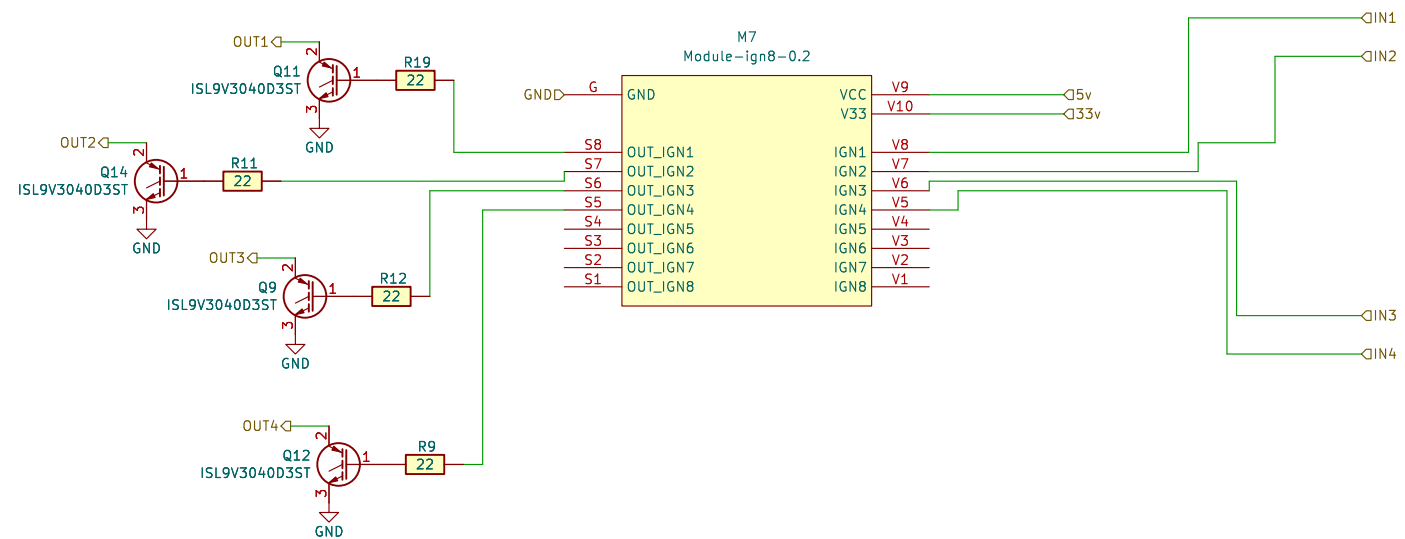 IN1
M7
Module-ign8-0.2
OUT1
2
Q11
ISL9V3040D3ST
1
R19
22
3
GND
IN2
GND
G
GND
VCC
V9
5v
V33
V10
33v
S8
OUT_IGN1
IGN1
V8
S7
OUT_IGN2
IGN2
V7
S6
OUT_IGN3
IGN3
V6
S5
OUT_IGN4
IGN4
V5
S4
OUT_IGN5
IGN5
V4
S3
OUT_IGN6
IGN6
V3
S2
OUT_IGN7
IGN7
V2
S1
OUT_IGN8
IGN8
V1
OUT2
2
Q14
ISL9V3040D3ST
1
R11
22
3
GND
OUT3
2
Q9
ISL9V3040D3ST
1
R12
22
3
GND
IN3
IN4
OUT4
2
Q12
ISL9V3040D3ST
1
R9
22
3
GND